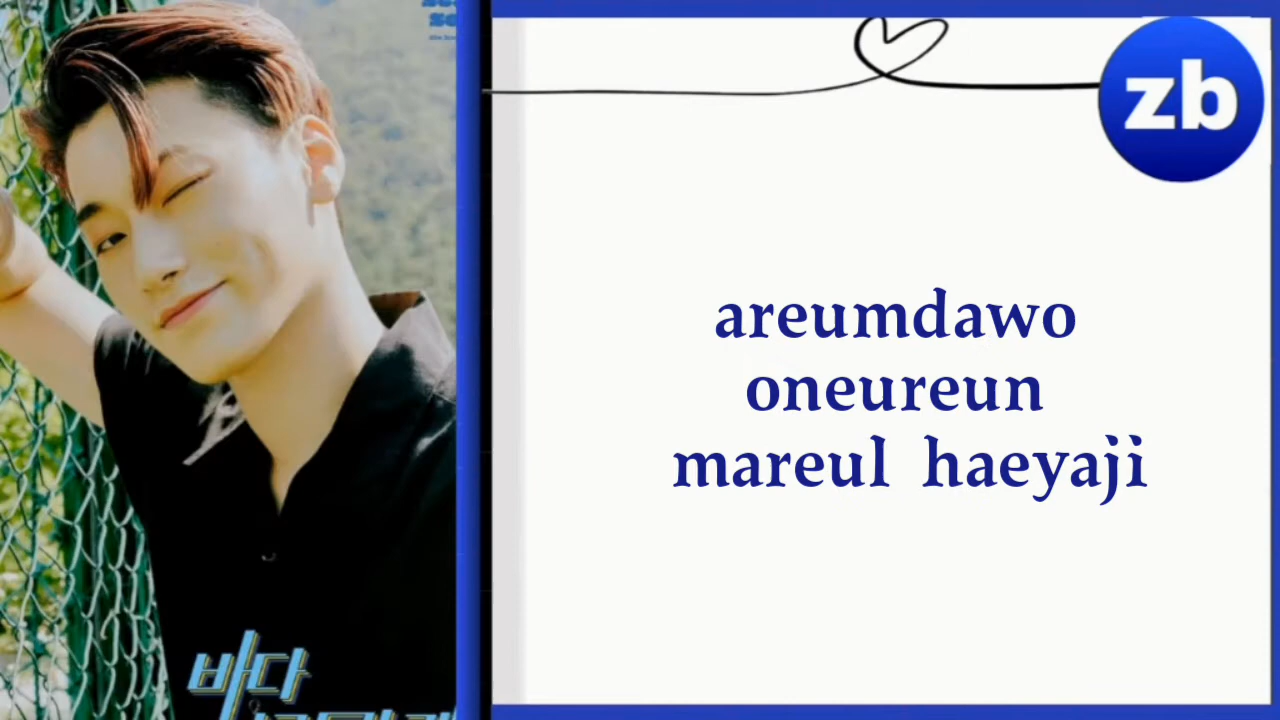 zb
areumdawo
oneureun
mareul haeyaji
바다